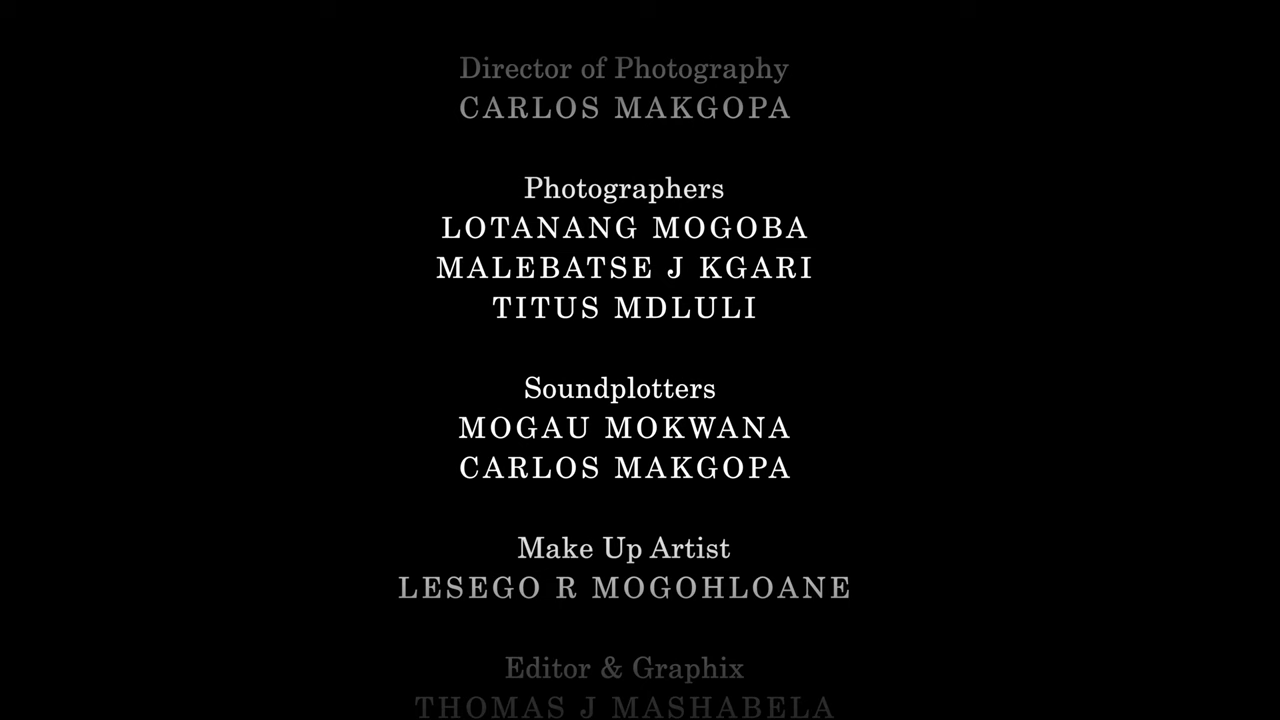 Director of Photography
CARLOS MAKGOPA
Photographers
LOTANANG MOGOBA
MALEBATSE J KGARI
TITUS MDLULI
Soundplotters
MOGAU MOKWANA
CARLOS MAKGOPA
Make Up Artist
LESEGO R MOGOHLOANE
Editor & Graphix
THOMAS J MASHABELA